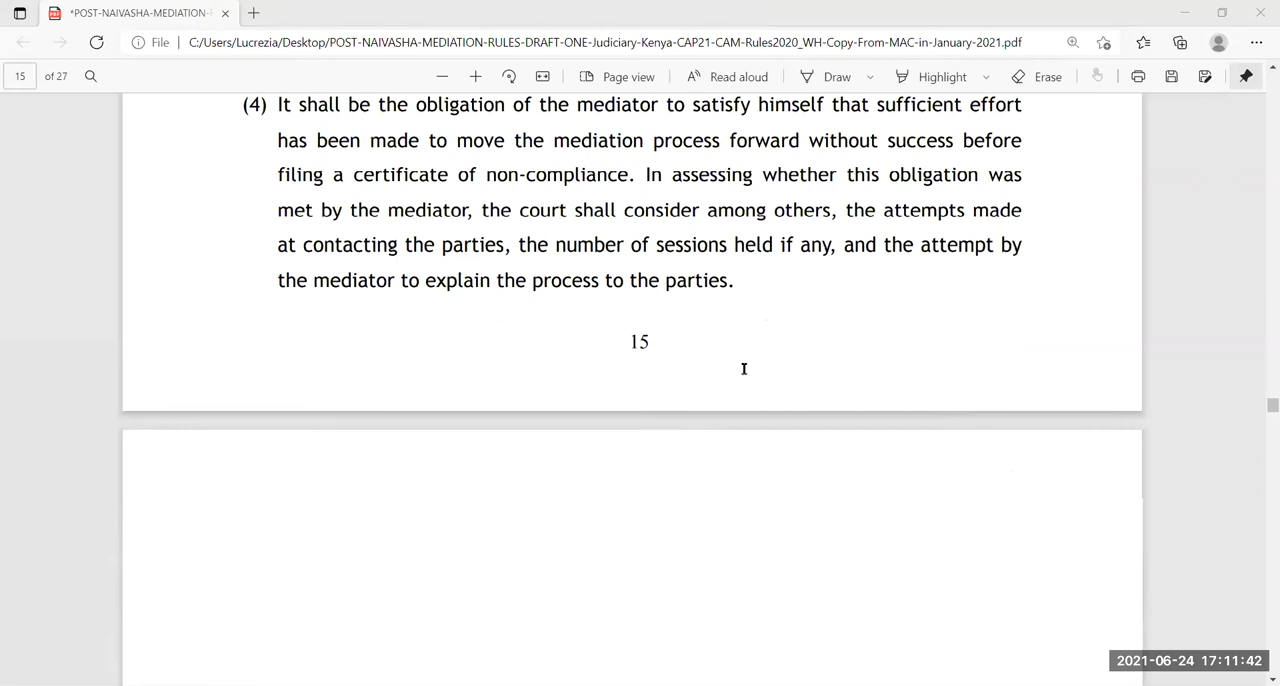 *POST-NAIVASHA-MEDIATION-
File C:/Users/Lucrezia/Desktop/POST-NAIVASHA-MEDIATION-RULES-DRAFT-ONE-Judiciary-Kenya-CAP21-CAM-Rules2020_WH-Copy-From-MAC-in-January-2021.pdf
15 of 27 Page view Read aloud Draw Highlight Erase
(4) It shall be the obligation of the mediator to satisfy himself that sufficient effort
has been made to move the mediation process forward without success before
filing a certificate of non-compliance. In assessing whether this obligation was
met by the mediator, the court shall consider among others, the attempts made
at contacting the parties, the number of sessions held if any, and the attempt by
the mediator to explain the process to the parties.
15
2021-06-24 17:11:42